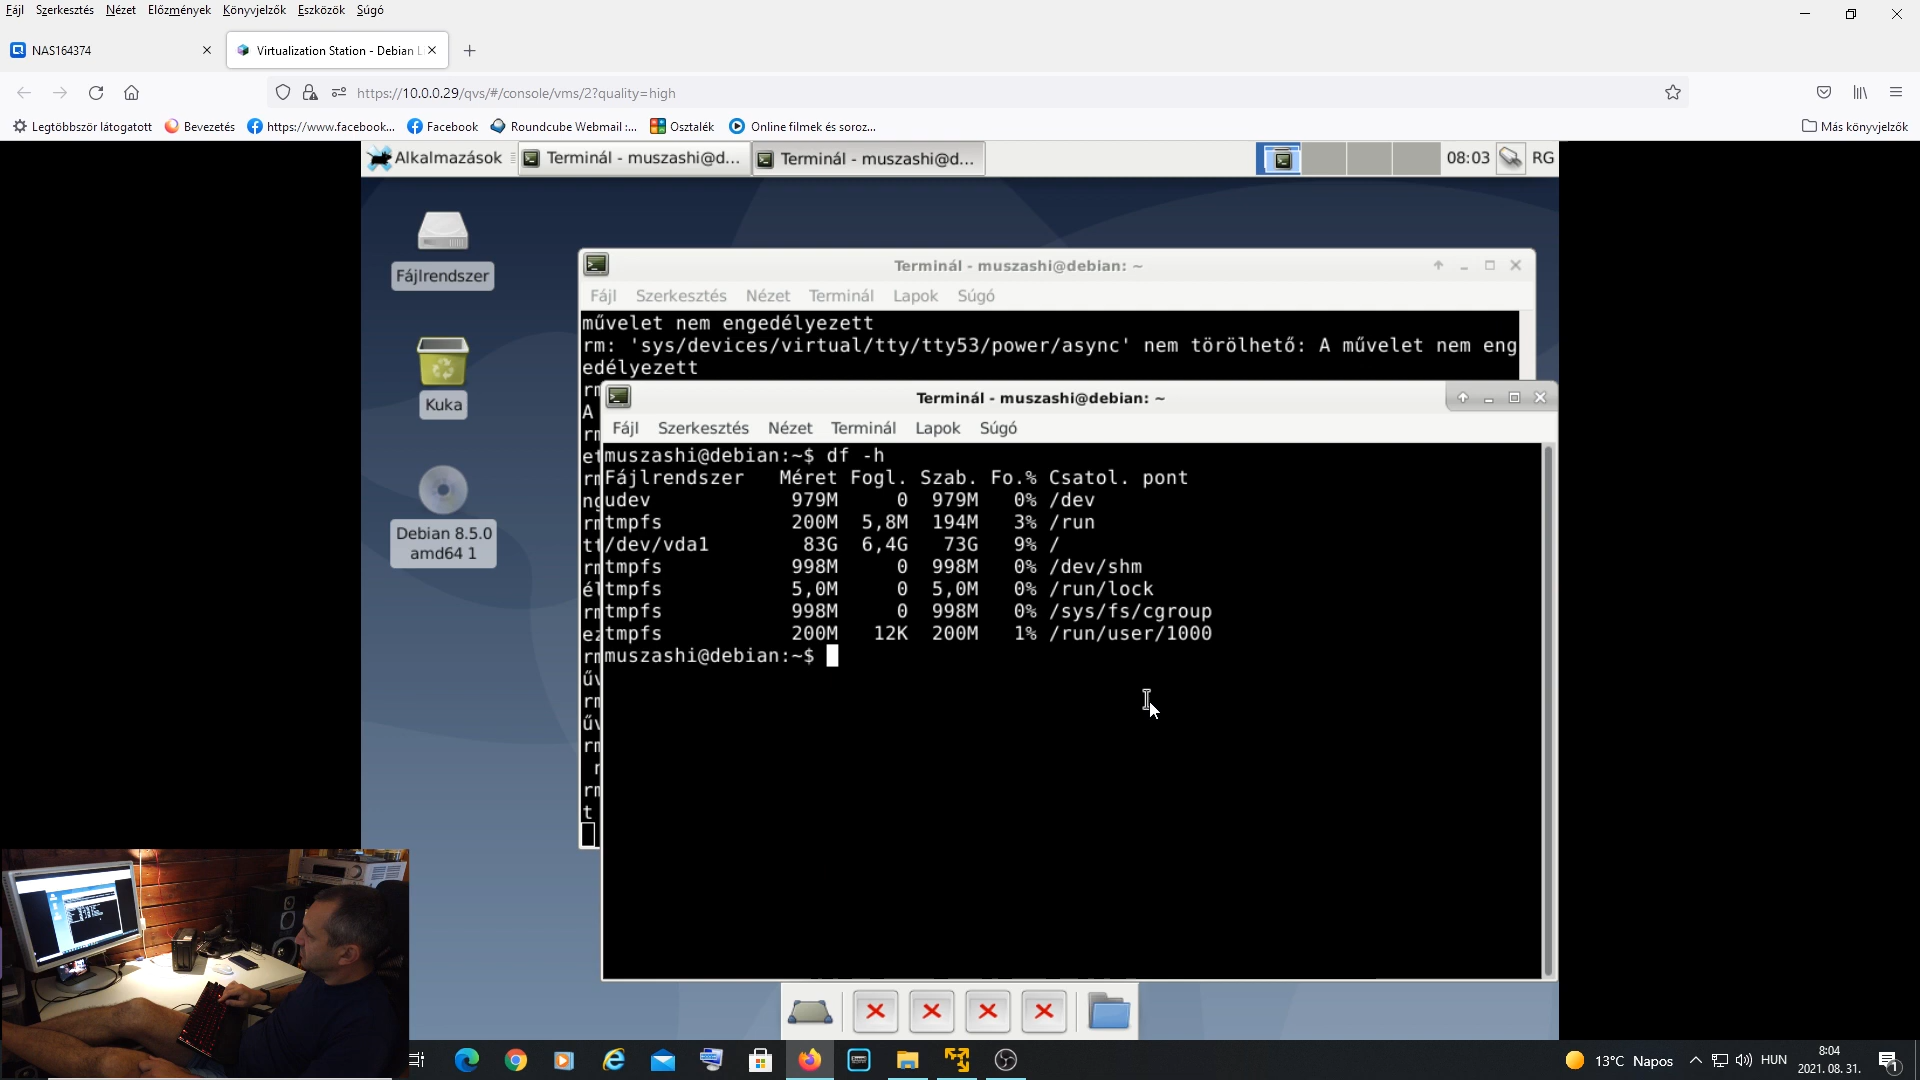 Fájl Szerkesztés Nézet Előzmények Könyvjelzők Eszközök Súgó
NAS164374
Virtualization Station - Debian L
https://10.0.0.29/qvs/#/console/vms/2?quality=high
Legtöbbször látogatott Bevezetés https://www.facebook... Facebook Roundcube Webmail :... Osztalék Online filmek és soroz... Más könyvjelzők
Alkalmazások Terminál - muszashi@d... Terminál - muszashi@d... 08:03 RG
Fájlrendszer
Kuka
Debian 8.5.0
amd64 1
Terminál - muszashi@debian: ~
Fájl Szerkesztés Nézet Terminál Lapok Súgó
művelet nem engedélyezett
rm: 'sys/devices/virtual/tty/tty53/power/async' nem törölhető: A művelet nem eng
edélyezett
Terminál - muszashi@debian: ~
Fájl Szerkesztés Nézet Terminál Lapok Súgó
muszashi@debian:~$ df -h
Fájlrendszer Méret Fogl. Szab. Fo.% Csatol. pont
udev 979M 0 979M 0% /dev
tmpfs 200M 5,8M 194M 3% /run
/dev/vda1 83G 6,4G 73G 9% /
tmpfs 998M 0 998M 0% /dev/shm
tmpfs 5,0M 0 5,0M 0% /run/lock
tmpfs 998M 0 998M 0% /sys/fs/cgroup
tmpfs 200M 12K 200M 1% /run/user/1000
muszashi@debian:~$
13°C Napos HUN 8:04
2021. 08. 31.
1